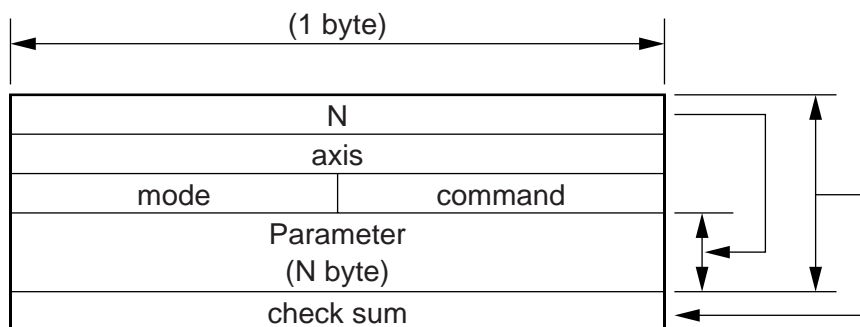 (1 byte)
N
axis
mode command
Parameter
(N byte)
check sum